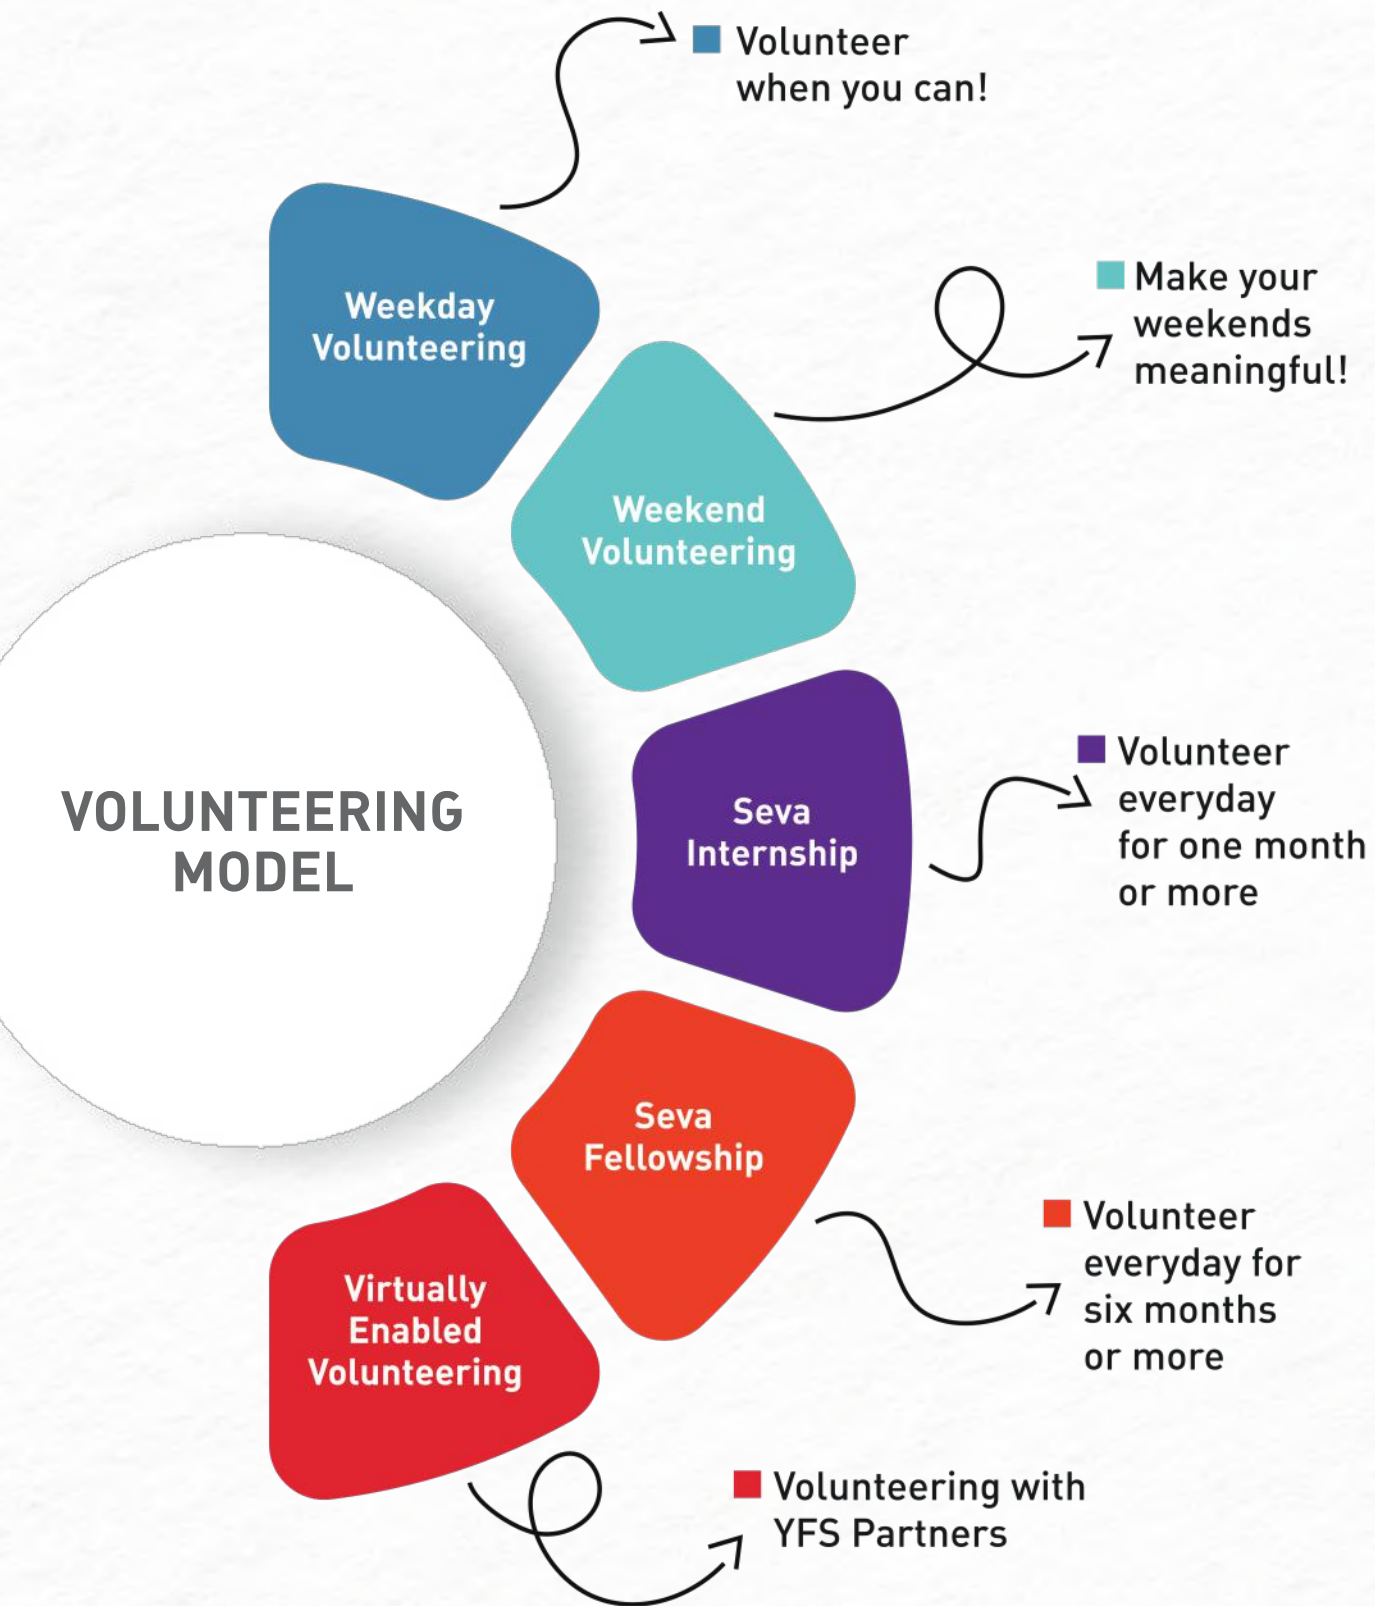 Volunteer
when you can!
Weekday
Volunteering
Make your
weekends
meaningful!
Weekend
Volunteering
VOLUNTEERING
MODEL
Seva
Internship
Volunteer
everyday
for one month
or more
Seva
Fellowship
Volunteer
everyday for
six months
or more
Virtually
Enabled
Volunteering
Volunteering with
YFS Partners